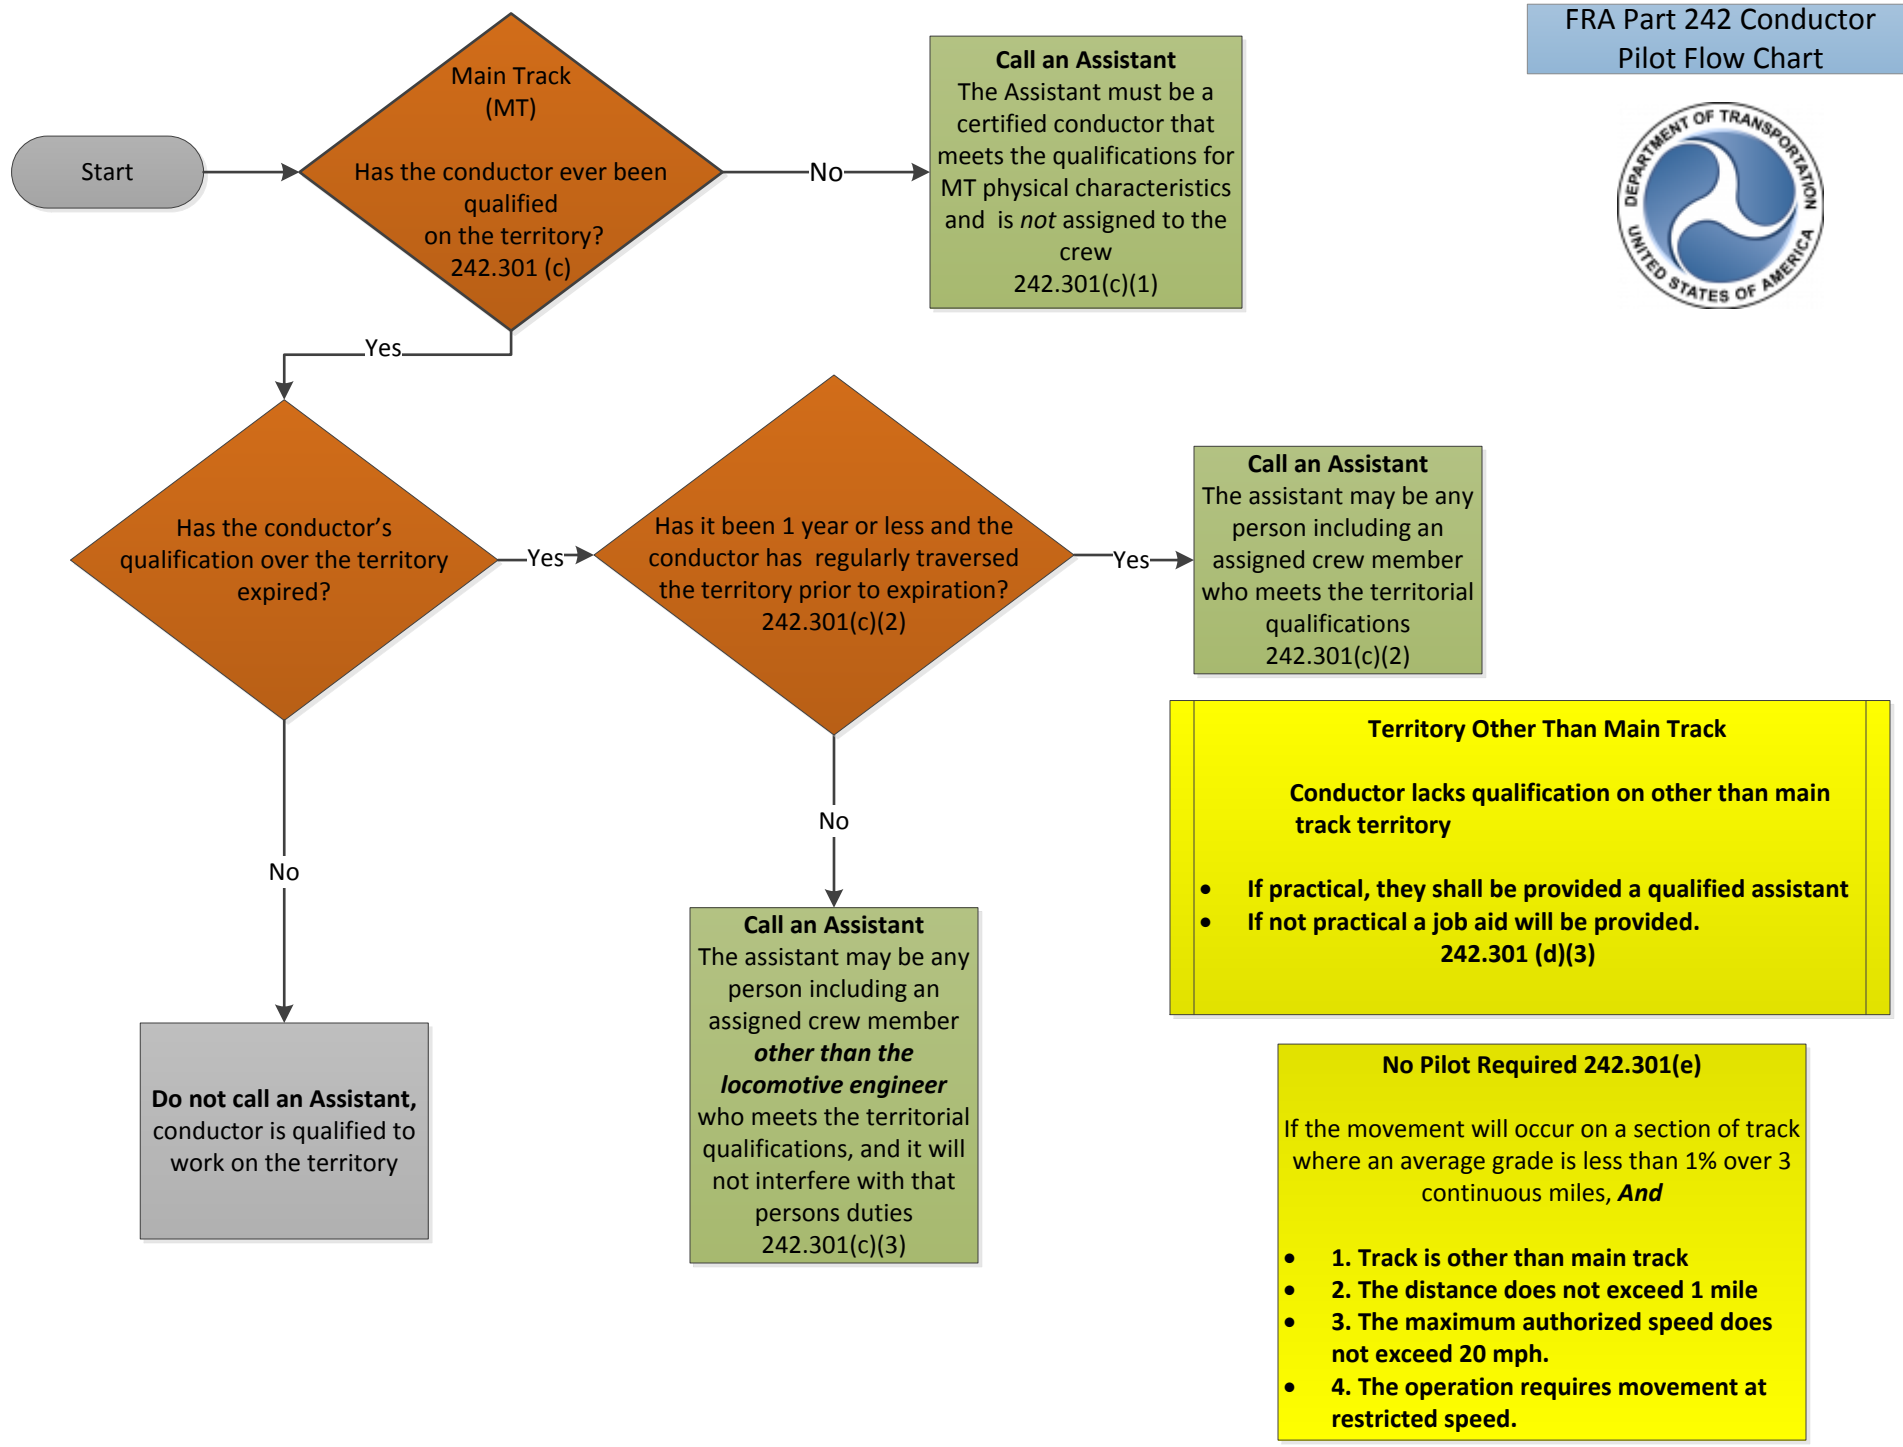 FRA Part 242 Conductor
Pilot Flow Chart
DEPARTMENT OF TRANSPORTATION
UNITED STATES OF AMERICA
Start
Main Track
(MT)
Has the conductor ever been
qualified
on the territory?
242.301 (c)
No
Call an Assistant
The Assistant must be a
certified conductor that
meets the qualifications for
MT physical characteristics
and is not assigned to the
crew
242.301(c)(1)
Yes
Has the conductor’s
qualification over the territory
expired?
Yes
Has it been 1 year or less and the
conductor has regularly traversed
the territory prior to expiration?
242.301(c)(2)
Yes
Call an Assistant
The assistant may be any
person including an
assigned crew member
who meets the territorial
qualifications
242.301(c)(2)
No
Do not call an Assistant,
conductor is qualified to
work on the territory
No
Call an Assistant
The assistant may be any
person including an
assigned crew member
other than the
locomotive engineer
who meets the territorial
qualifications, and it will
not interfere with that
persons duties
242.301(c)(3)
Territory Other Than Main Track
Conductor lacks qualification on other than main
track territory
• If practical, they shall be provided a qualified assistant
• If not practical a job aid will be provided.
242.301 (d)(3)
No Pilot Required 242.301(e)
If the movement will occur on a section of track
where an average grade is less than 1% over 3
continuous miles, And
• 1. Track is other than main track
• 2. The distance does not exceed 1 mile
• 3. The maximum authorized speed does
not exceed 20 mph.
• 4. The operation requires movement at
restricted speed.